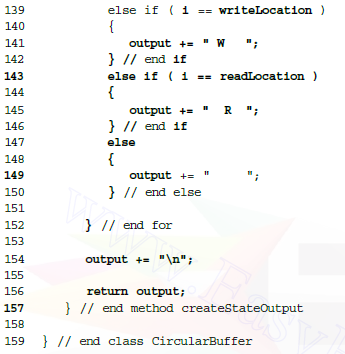 139 else if ( i == writeLocation )
140 {
141 output += " W   ";
142 } // end if
143 else if ( i == readLocation )
144 {
145 output += "  R  ";
146 } // end if
147 else
148 {
149 output += "     ";
150 } // end else
151
152 } // end for
153
154 output += "\n";
155
156 return output;
157 } // end method createStateOutput
158
159 } // end class CircularBuffer